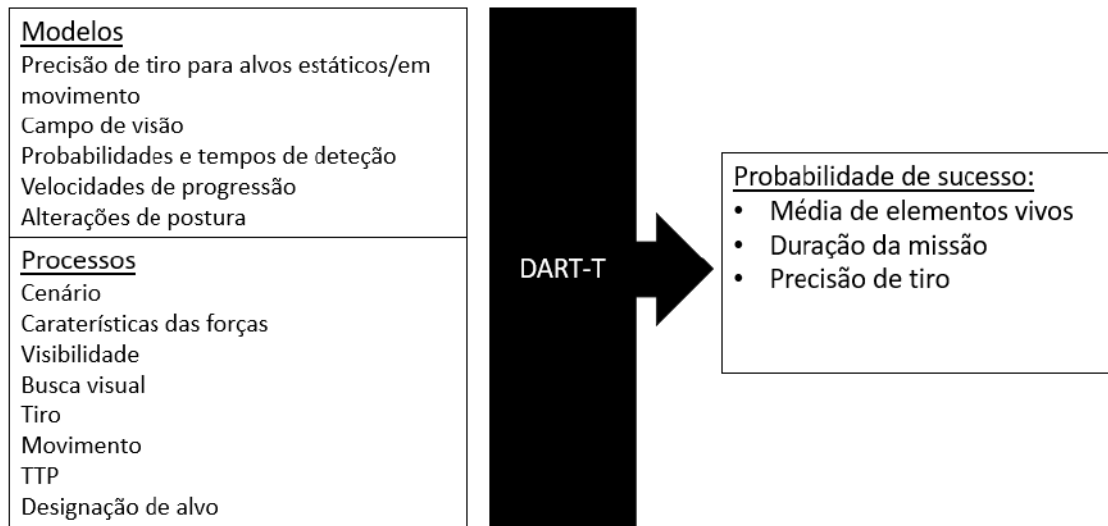 Modelos
Precisão de tiro para alvos estáticos/em
movimento
Campo de visão
Probabilidades e tempos de deteção
Velocidades de progressão
Alterações de postura
Processos
Cenário
Caraterísticas das forças
Visibilidade
Busca visual
Tiro
Movimento
TTP
Designação de alvo
DART-T
Probabilidade de sucesso:
• Média de elementos vivos
• Duração da missão
• Precisão de tiro